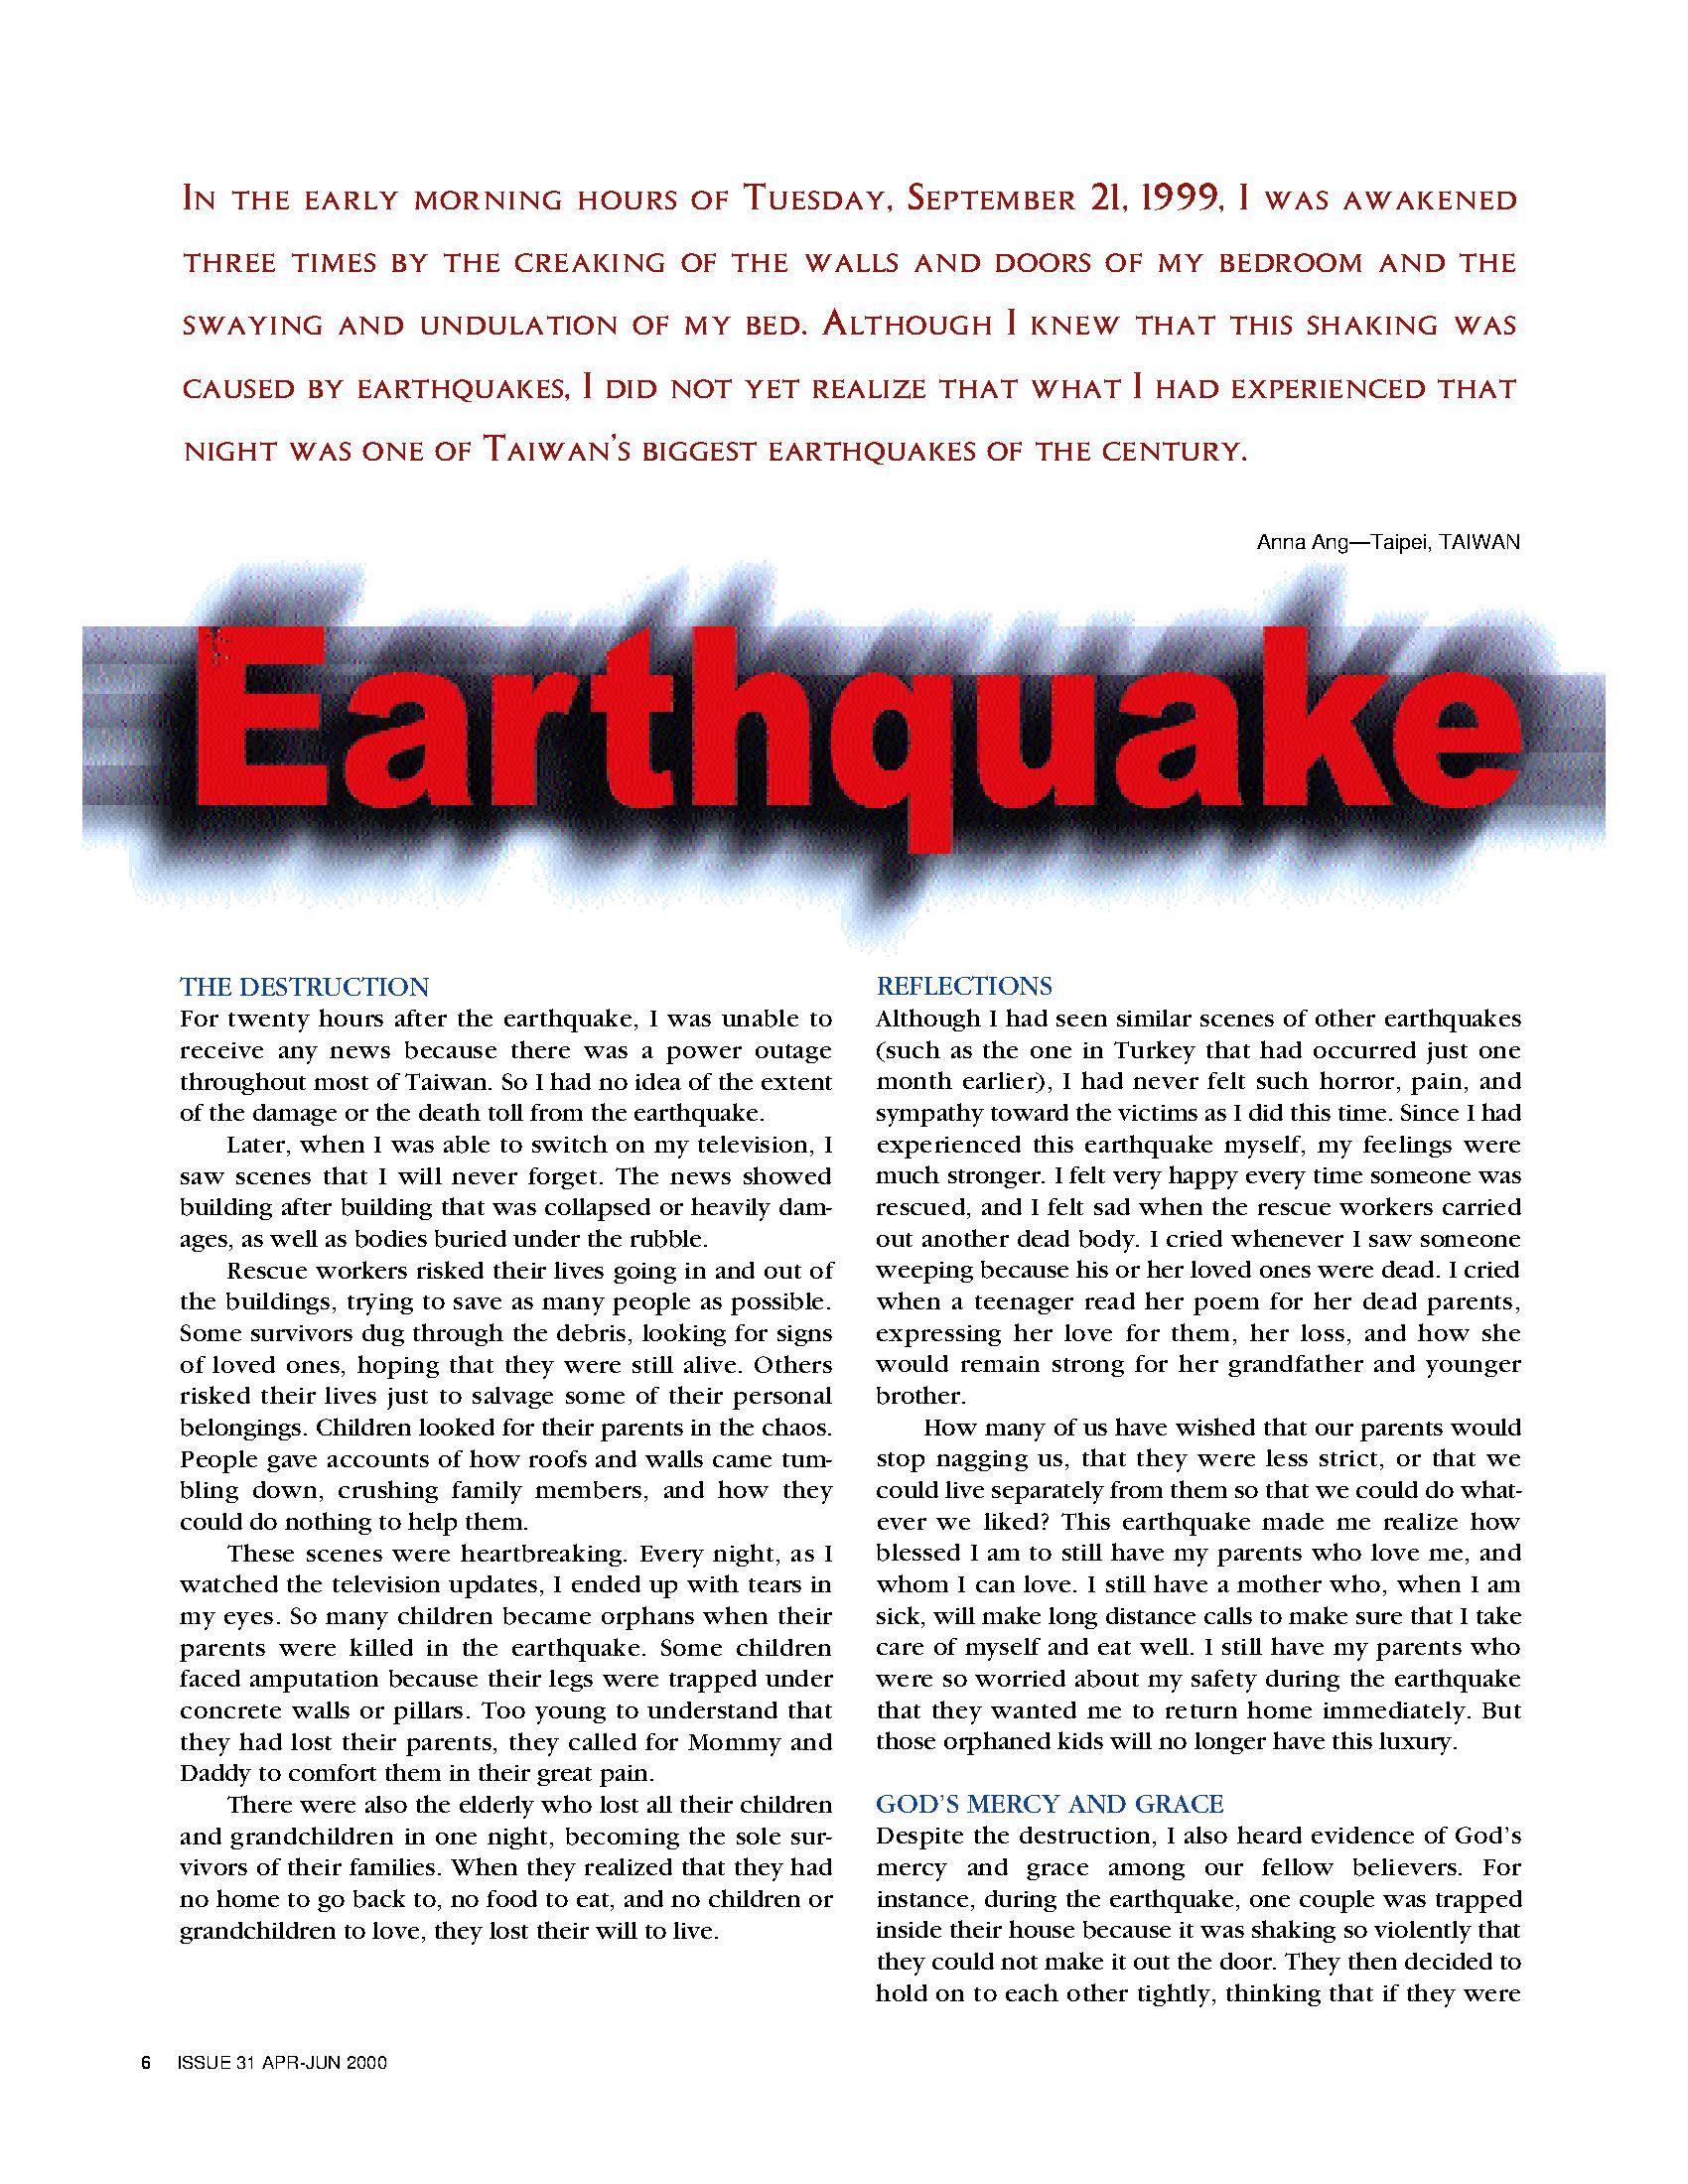 In the early morning hours of Tuesday, September 21, 1999, I was awakened
three times by the creaking of the walls and doors of my bedroom and the
swaying and undulation of my bed. Although I knew that this shaking was
caused by earthquakes, I did not yet realize that what I had experienced that
night was one of Taiwan's biggest earthquakes of the century.
Anna Ang—Taipei, TAIWAN
Earthquake
THE DESTRUCTION
For twenty hours after the earthquake, I was unable to
receive any news because there was a power outage
throughout most of Taiwan. So I had no idea of the extent
of the damage or the death toll from the earthquake.
Later, when I was able to switch on my television, I
saw scenes that I will never forget. The news showed
building after building that was collapsed or heavily dam-
ages, as well as bodies buried under the rubble.
Rescue workers risked their lives going in and out of
the buildings, trying to save as many people as possible.
Some survivors dug through the debris, looking for signs
of loved ones, hoping that they were still alive. Others
risked their lives just to salvage some of their personal
belongings. Children looked for their parents in the chaos.
People gave accounts of how roofs and walls came tum-
bling down, crushing family members, and how they
could do nothing to help them.
These scenes were heartbreaking. Every night, as I
watched the television updates, I ended up with tears in
my eyes. So many children became orphans when their
parents were killed in the earthquake. Some children
faced amputation because their legs were trapped under
concrete walls or pillars. Too young to understand that
they had lost their parents, they called for Mommy and
Daddy to comfort them in their great pain.
There were also the elderly who lost all their children
and grandchildren in one night, becoming the sole sur-
vivors of their families. When they realized that they had
no home to go back to, no food to eat, and no children or
grandchildren to love, they lost their will to live.
REFLECTIONS
Although I had seen similar scenes of other earthquakes
(such as the one in Turkey that had occurred just one
month earlier), I had never felt such horror, pain, and
sympathy toward the victims as I did this time. Since I had
experienced this earthquake myself, my feelings were
much stronger. I felt very happy every time someone was
rescued, and I felt sad when the rescue workers carried
out another dead body. I cried whenever I saw someone
weeping because his or her loved ones were dead. I cried
when a teenager read her poem for her dead parents,
expressing her love for them, her loss, and how she
would remain strong for her grandfather and younger
brother.
How many of us have wished that our parents would
stop nagging us, that they were less strict, or that we
could live separately from them so that we could do what-
ever we liked? This earthquake made me realize how
blessed I am to still have my parents who love me, and
whom I can love. I still have a mother who, when I am
sick, will make long distance calls to make sure that I take
care of myself and eat well. I still have my parents who
were so worried about my safety during the earthquake
that they wanted me to return home immediately. But
those orphaned kids will no longer have this luxury.
GOD'S MERCY AND GRACE
Despite the destruction, I also heard evidence of God's
mercy and grace among our fellow believers. For
instance, during the earthquake, one couple was trapped
inside their house because it was shaking so violently that
they could not make it out the door. They then decided to
hold on to each other tightly, thinking that if they were
6 ISSUE 31 APR-JUN 2000